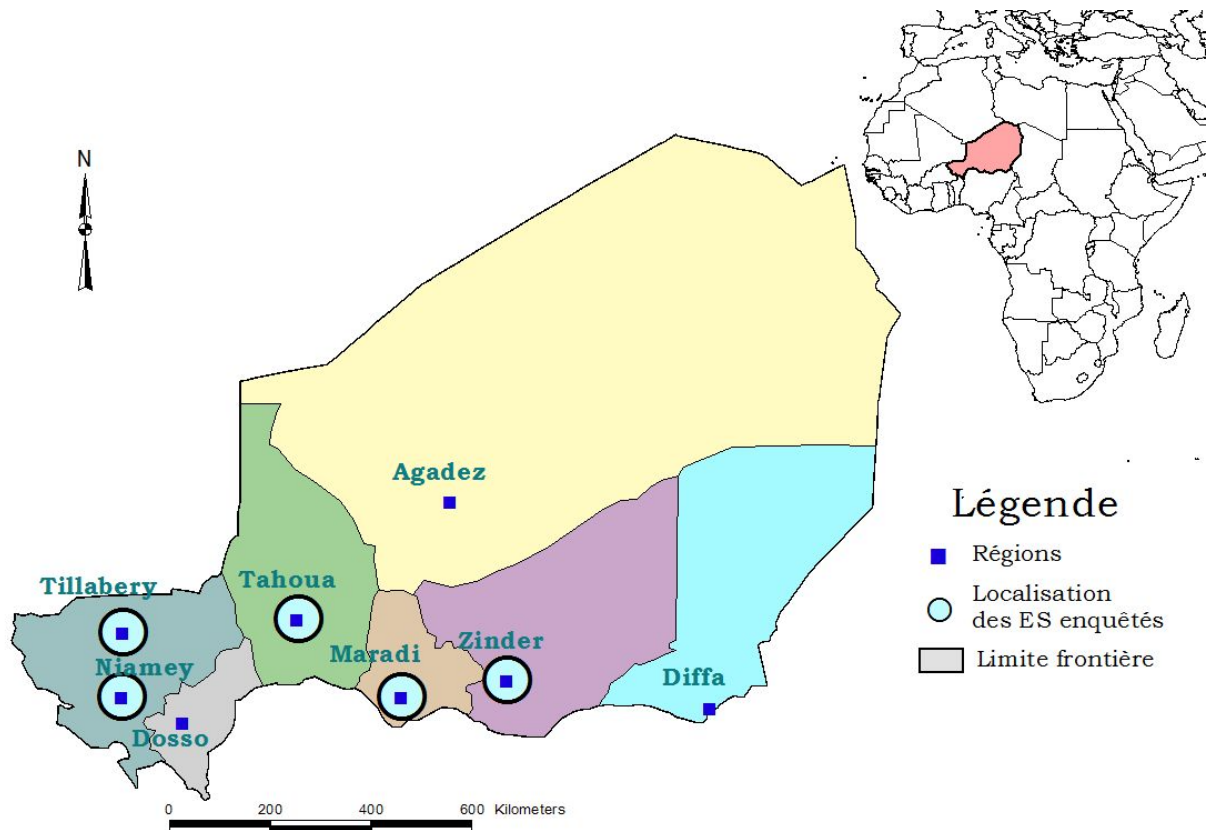 N
Agadez
Tillabery
Tahoua
Niamey
Maradi
Zinder
Diffa
Dosso
Légende
Régions
Localisation
des ES enquêtés
Limite frontière
0 200 400 600 Kilometers